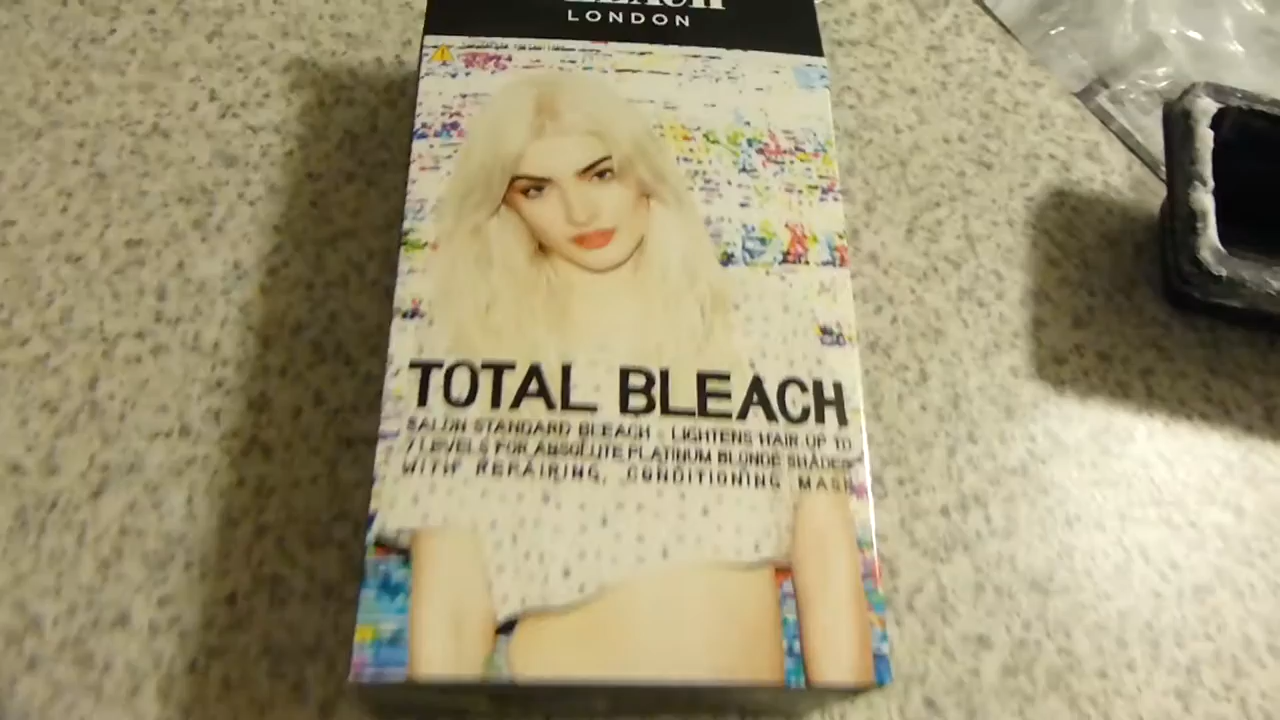 LONDON
TOTAL BLEACH
SALON STANDARD BLEACH - LIGHTENS HAIR UP TO
7 LEVELS FOR ABSOLUTE PLATINUM BLONDE SHADES
WITH REPAIRING, CONDITIONING MASK